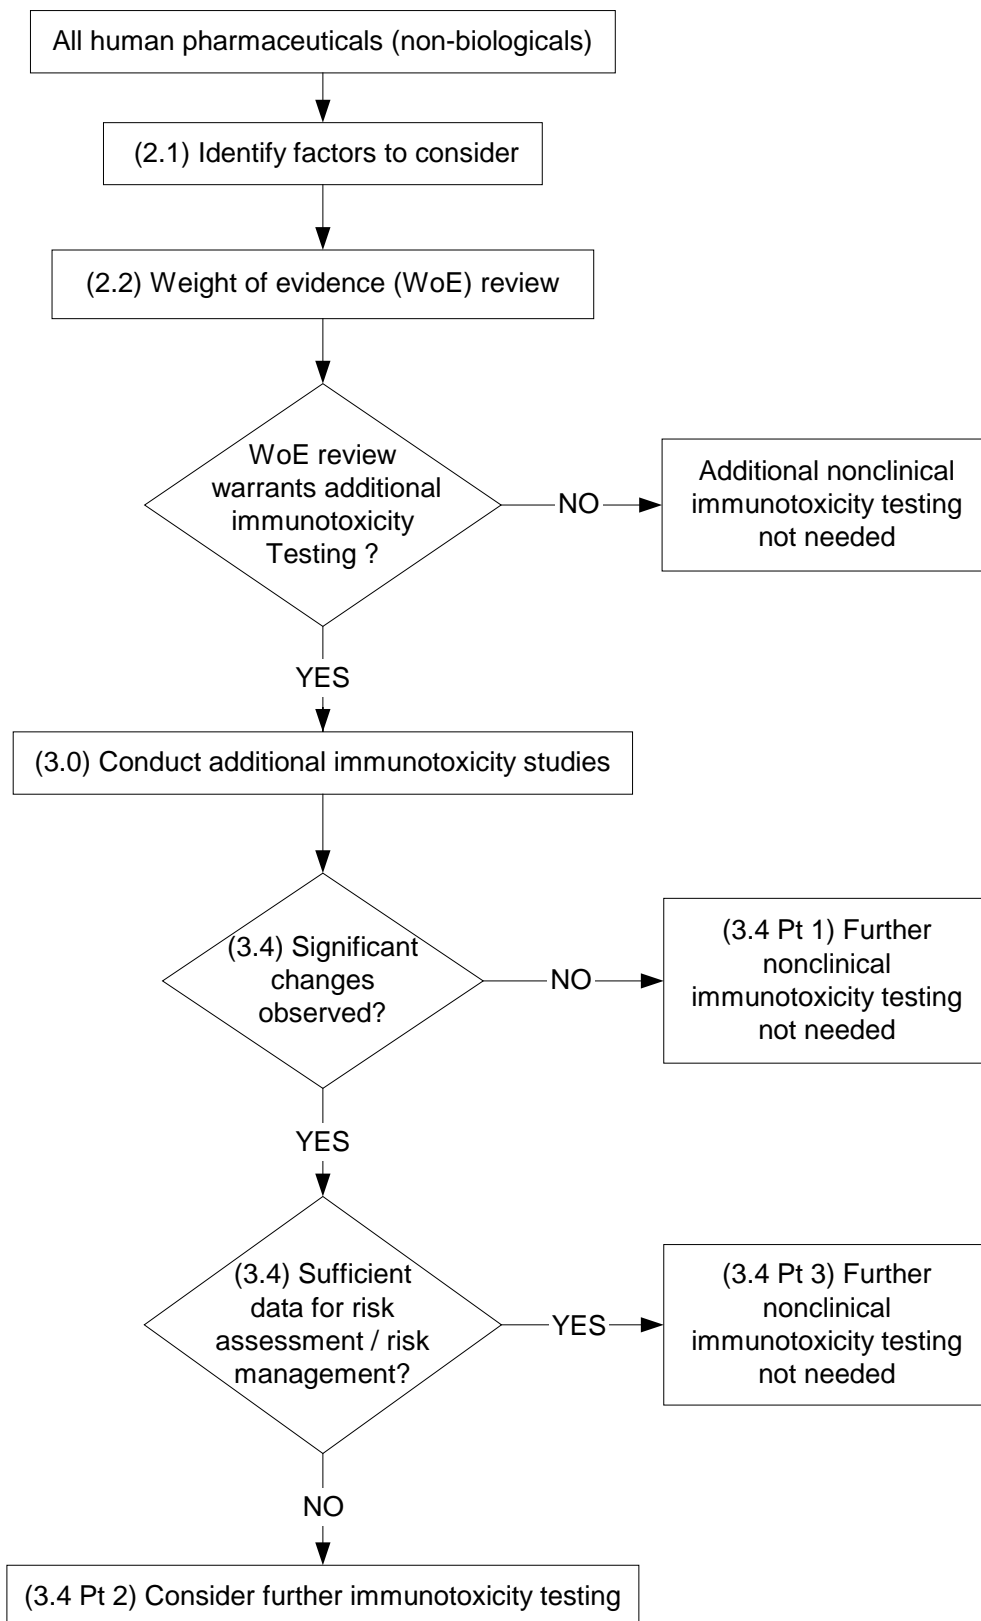 All human pharmaceuticals (non-biologicals)
(2.1) Identify factors to consider
(2.2) Weight of evidence (WoE) review
WoE review
warrants additional
immunotoxicity
Testing ?
NO
Additional nonclinical
immunotoxicity testing
not needed
YES
(3.0) Conduct additional immunotoxicity studies
(3.4) Significant
changes
observed?
NO
(3.4 Pt 1) Further
nonclinical
immunotoxicity testing
not needed
YES
(3.4) Sufficient
data for risk
assessment / risk
management?
YES
(3.4 Pt 3) Further
nonclinical
immunotoxicity testing
not needed
NO
(3.4 Pt 2) Consider further immunotoxicity testing